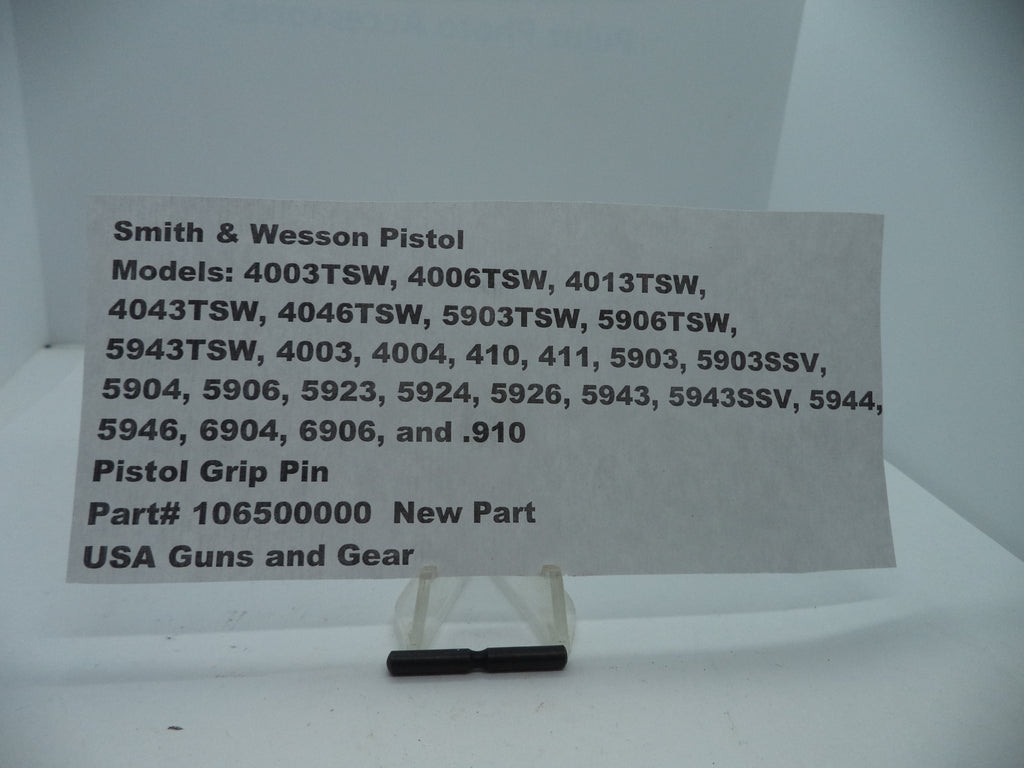 Smith & Wesson Pistol
Models: 4003TSW, 4006TSW, 4013TSW,
4043TSW, 4046TSW, 5903TSW, 5906TSW,
5943TSW, 4003, 4004, 410, 411, 5903, 5903SSV,
5904, 5906, 5923, 5924, 5926, 5943, 5943SSV, 5944,
5946, 6904, 6906, and .910
Pistol Grip Pin
Part# 106500000  New Part
USA Guns and Gear